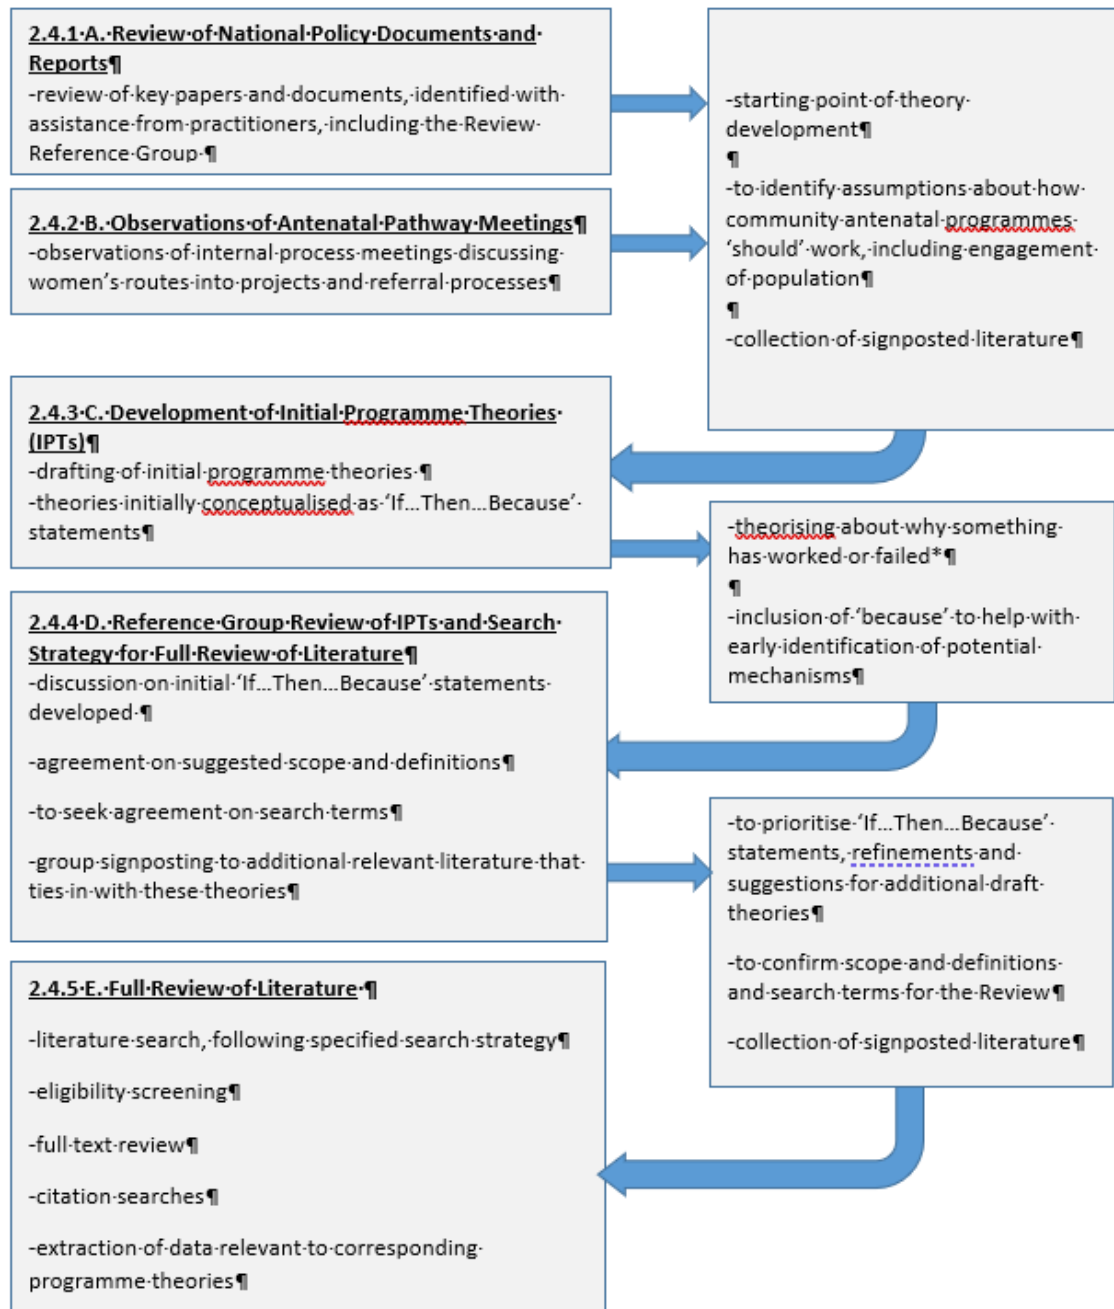 2.4.1 A. Review of National Policy Documents and
Reports¶
-review of key papers and documents, identified with
assistance from practitioners, including the Review
Reference Group ¶
2.4.2 B. Observations of Antenatal Pathway Meetings¶
-observations of internal process meetings discussing
women's routes into projects and referral processes¶
-starting point of theory
development¶
¶
-to identify assumptions about how
community antenatal programmes
‘should’ work, including engagement
of population¶
¶
-collection of signposted literature¶
2.4.3 C. Development of Initial Programme Theories
(IPTs)¶
-drafting of initial programme theories ¶
-theories initially conceptualised as ‘If...Then...Because’
statements¶
-theorising about why something
has worked or failed*¶
¶
-inclusion of ‘because’ to help with
early identification of potential
mechanisms¶
2.4.4 D. Reference Group Review of IPTs and Search
Strategy for Full Review of Literature¶
-discussion on initial ‘If...Then...Because’ statements
developed ¶
-agreement on suggested scope and definitions¶
-to seek agreement on search terms¶
-group signposting to additional relevant literature that
ties in with these theories¶
-to prioritise ‘If...Then...Because’
statements, refinements and
suggestions for additional draft
theories¶
-to confirm scope and definitions
and search terms for the Review¶
-collection of signposted literature¶
2.4.5 E. Full Review of Literature ¶
-literature search, following specified search strategy¶
-eligibility screening¶
-full text review¶
-citation searches¶
-extraction of data relevant to corresponding
programme theories¶